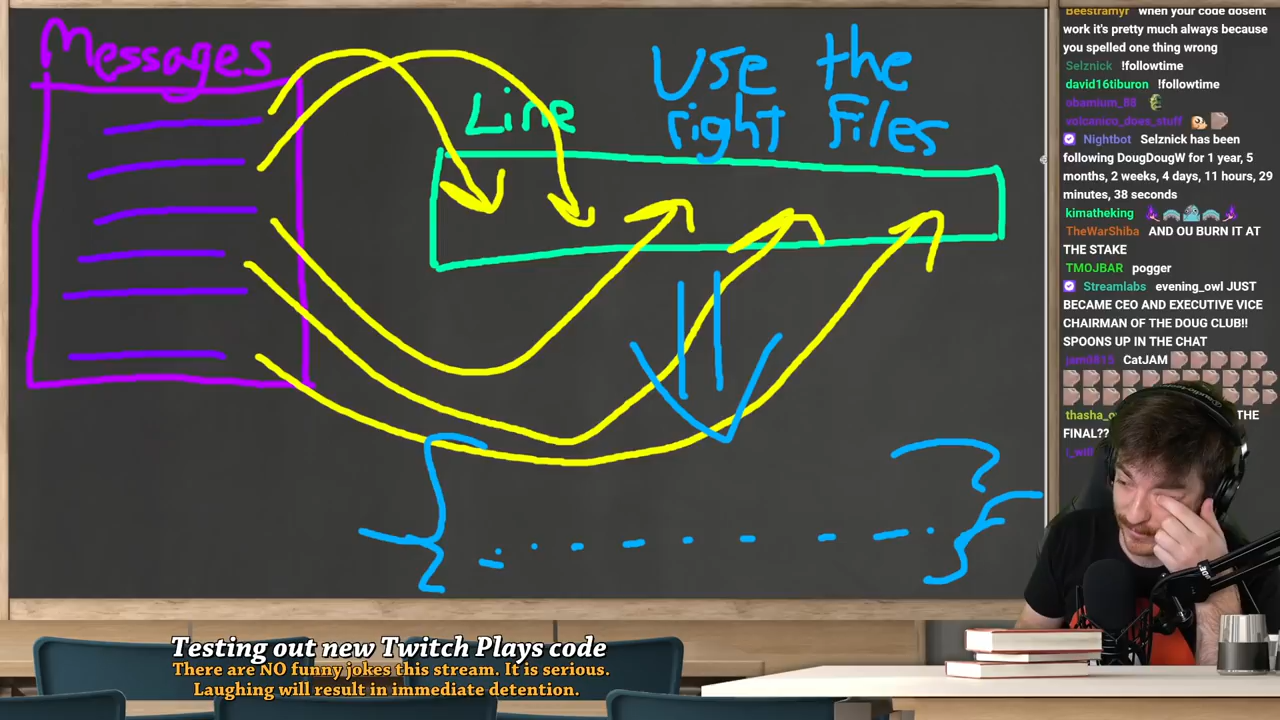 Messages
Line
Use the
right Files
Beestramyr when your code dosent
work it's pretty much always because
you spelled one thing wrong
Selznick !followtime
david16tiburon !followtime
obamium_88
volcanico_does_stuff
Nightbot Selznick has been
following DougDougW for 1 year, 5
months, 2 weeks, 4 days, 11 hours, 29
minutes, 38 seconds
kimatheking
TheWarShiba AND OU BURN IT AT
THE STAKE
TMOJBAR pogger
Streamlabs evening_owl JUST
BECAME CEO AND EXECUTIVE VICE
CHAIRMAN OF THE DOUG CLUB!!
SPOONS UP IN THE CHAT
jam0815 CatJAM
THE
FINAL??
i_will
Testing out new Twitch Plays code
There are NO funny jokes this stream. It is serious.
Laughing will result in immediate detention.